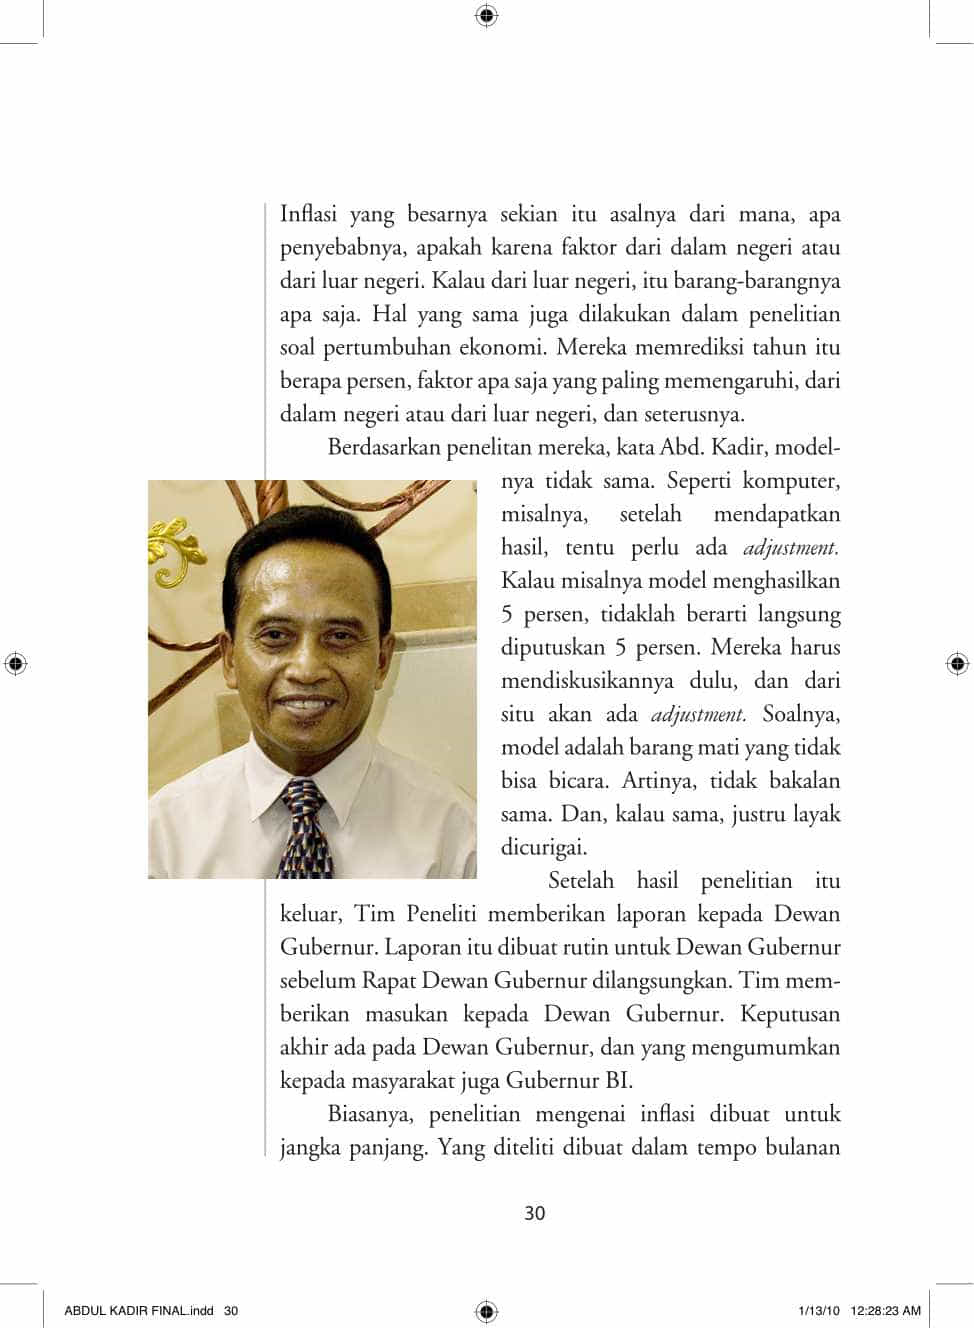 Inflasi yang besarnya sekian itu asalnya dari mana, apa
penyebabnya, apakah karena faktor dari dalam negeri atau
dari luar negeri. Kalau dari luar negeri, itu barang-barangnya
apa saja. Hal yang sama juga dilakukan dalam penelitian
soal pertumbuhan ekonomi. Mereka memrediksi tahun itu
berapa persen, faktor apa saja yang paling memengaruhi, dari
dalam negeri atau dari luar negeri, dan seterusnya.
Berdasarkan penelitan mereka, kata Abd. Kadir, model-
nya tidak sama. Seperti komputer,
misalnya, setelah mendapatkan
hasil, tentu perlu ada adjustment.
Kalau misalnya model menghasilkan
5 persen, tidaklah berarti langsung
diputuskan 5 persen. Mereka harus
mendiskusikannya dulu, dan dari
situ akan ada adjustment. Soalnya,
model adalah barang mati yang tidak
bisa bicara. Artinya, tidak bakalan
sama. Dan, kalau sama, justru layak
dicurigai.
Setelah hasil penelitian itu
keluar, Tim Peneliti memberikan laporan kepada Dewan
Gubernur. Laporan itu dibuat rutin untuk Dewan Gubernur
sebelum Rapat Dewan Gubernur dilangsungkan. Tim mem-
berikan masukan kepada Dewan Gubernur. Keputusan
akhir ada pada Dewan Gubernur, dan yang mengumumkan
kepada masyarakat juga Gubernur BI.
Biasanya, penelitian mengenai inflasi dibuat untuk
jangka panjang. Yang diteliti dibuat dalam tempo bulanan
30
ABDUL KADIR FINAL.indd 30 1/13/10 12:28:23 AM